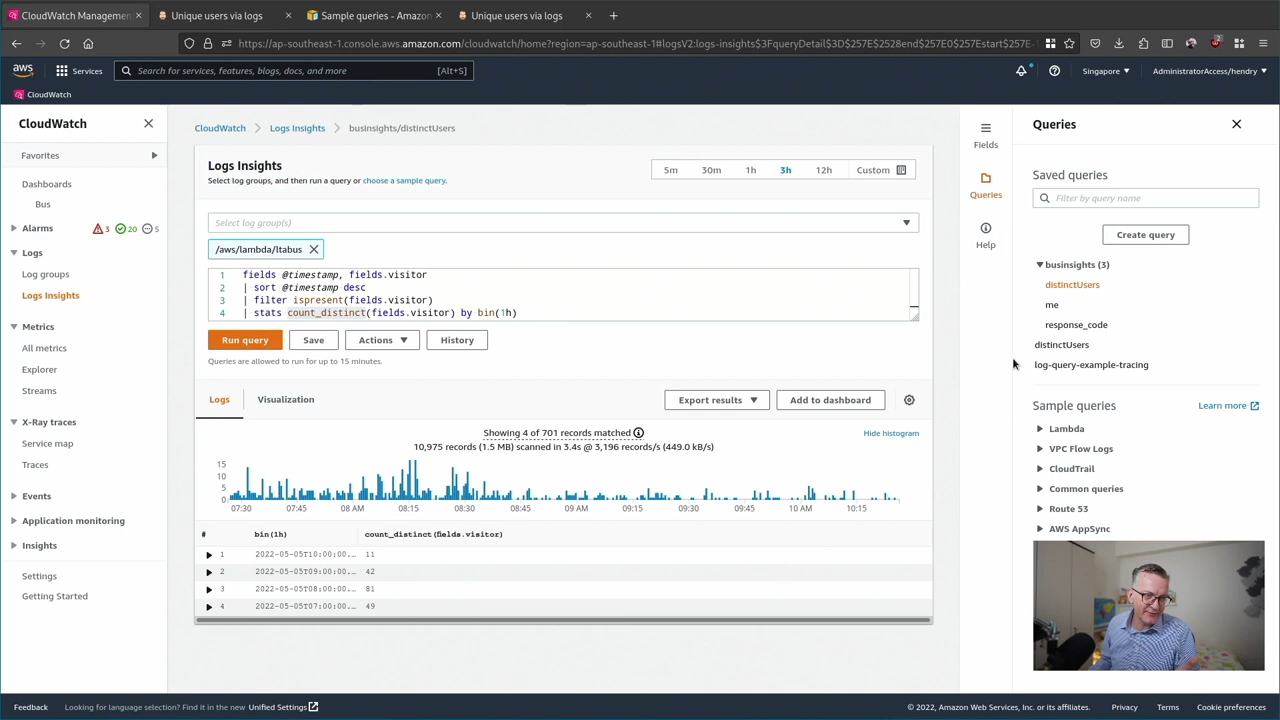 CloudWatch Managemen
Unique users via logs
Sample queries - Amazon
Unique users via logs
https://ap-southeast-1.console.aws.amazon.com/cloudwatch/home?region=ap-southeast-1#logsV2:logs-insights$3FqueryDetail$3D$257E$2528end$257E0$257Estart$257E-
2
aws
Services
Search for services, features, blogs, docs, and more
[Alt+S]
Singapore
AdministratorAccess/hendry
CloudWatch
CloudWatch
Favorites
Dashboards
Bus
Alarms
3
20
5
Logs
Log groups
Logs Insights
Metrics
All metrics
Explorer
Streams
X-Ray traces
Service map
Traces
Events
Application monitoring
Insights
Settings
Getting Started
CloudWatch
Logs Insights
businsights/distinctUsers
Logs Insights
Select log groups, and then run a query or choose a sample query.
5m
30m
1h
3h
12h
Custom
Select log group(s)
/aws/lambda/ltabus
1 fields @timestamp, fields.visitor
2 | sort @timestamp desc
3 | filter ispresent(fields.visitor)
4 | stats count_distinct(fields.visitor) by bin(1h)
Run query
Save
Actions
History
Queries are allowed to run for up to 15 minutes.
Logs
Visualization
Export results
Add to dashboard
Showing 4 of 701 records matched
Hide histogram
10,975 records (1.5 MB) scanned in 3.4s @ 3,196 records/s (449.0 kB/s)
15
10
5
0
07:30 07:45 08 AM 08:15 08:30 08:45 09 AM 09:15 09:30 09:45 10 AM 10:15
# bin(1h) count_distinct(fields.visitor)
1 2022-05-05T10:00:00.... 11
2 2022-05-05T09:00:00.... 42
3 2022-05-05T08:00:00.... 81
4 2022-05-05T07:00:00.... 49
Fields
Queries
Help
Queries
Saved queries
Filter by query name
Create query
businsights (3)
distinctUsers
me
response_code
distinctUsers
log-query-example-tracing
Sample queries
Learn more
Lambda
VPC Flow Logs
CloudTrail
Common queries
Route 53
AWS AppSync
Feedback
Looking for language selection? Find it in the new Unified Settings
© 2022, Amazon Web Services, Inc. or its affiliates.
Privacy
Terms
Cookie preferences